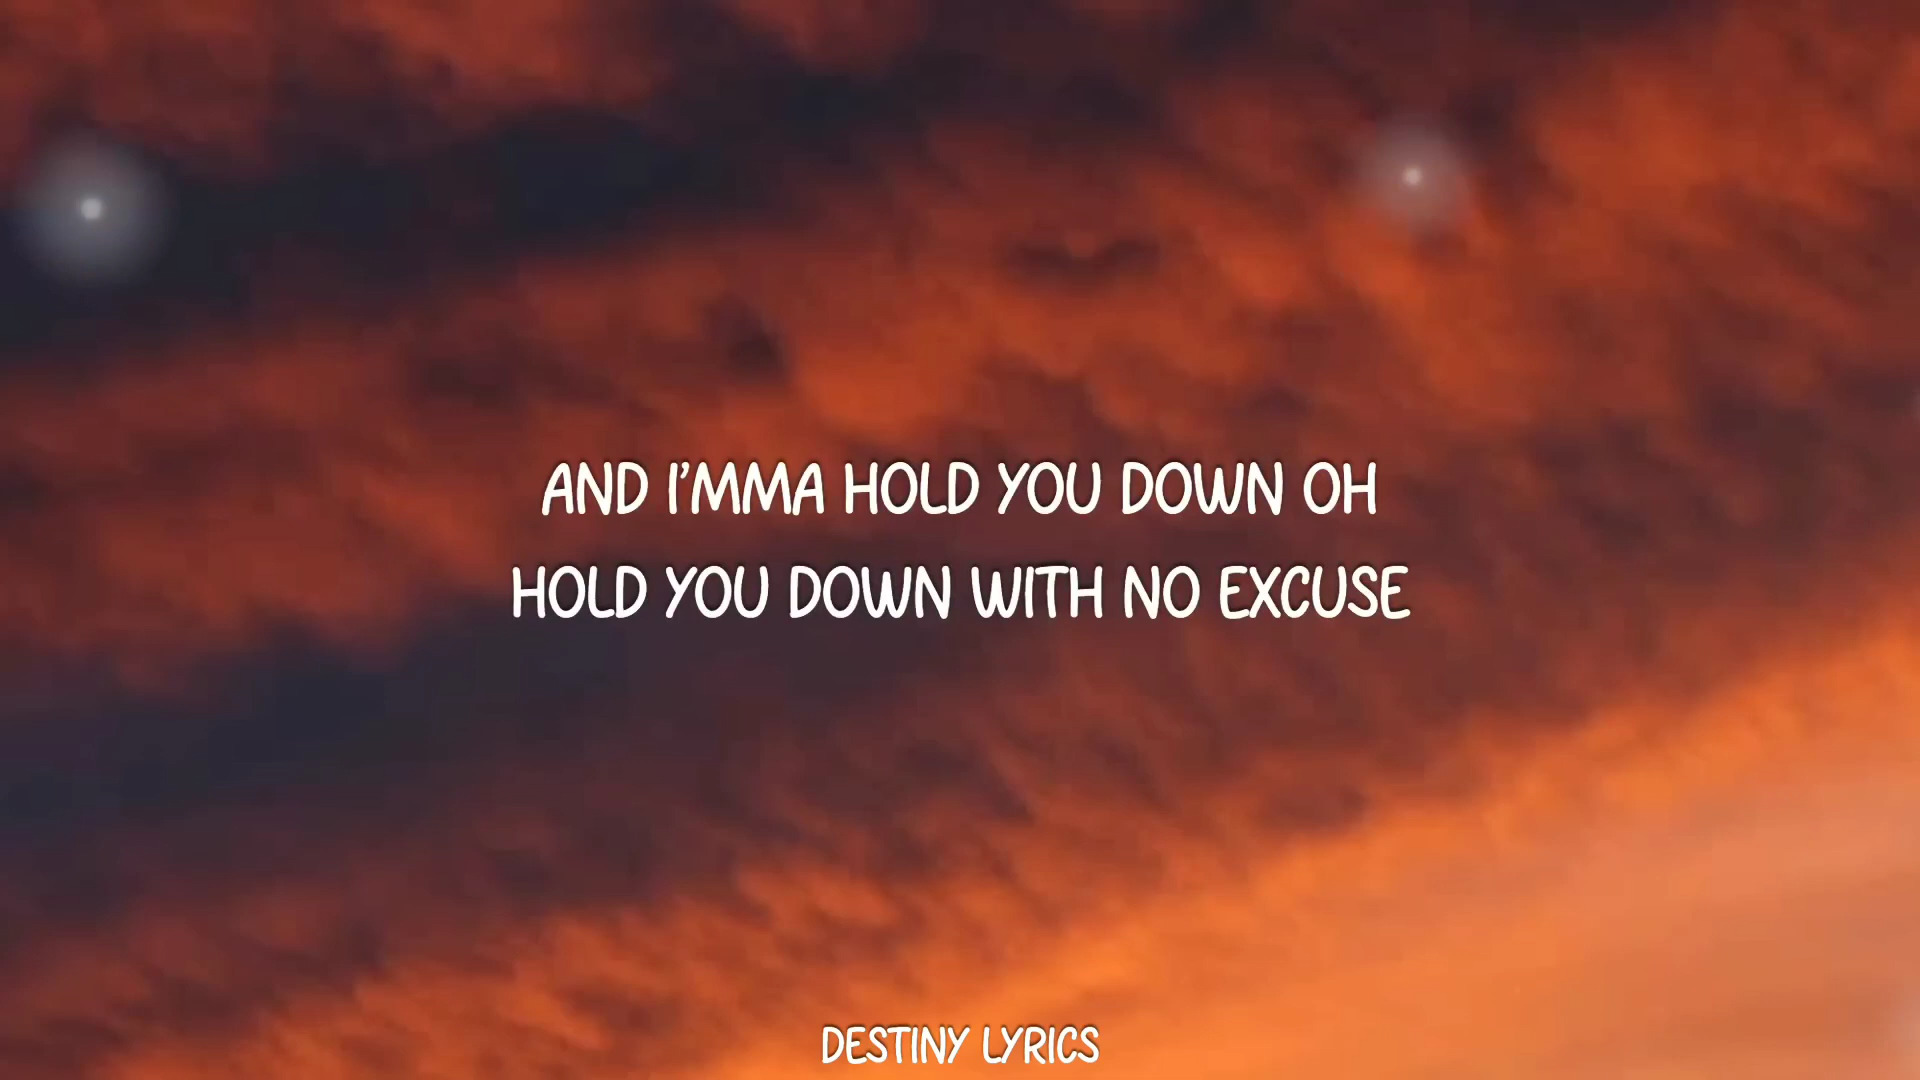 AND I'MMA HOLD YOU DOWN OH
HOLD YOU DOWN WITH NO EXCUSE
DESTINY LYRICS